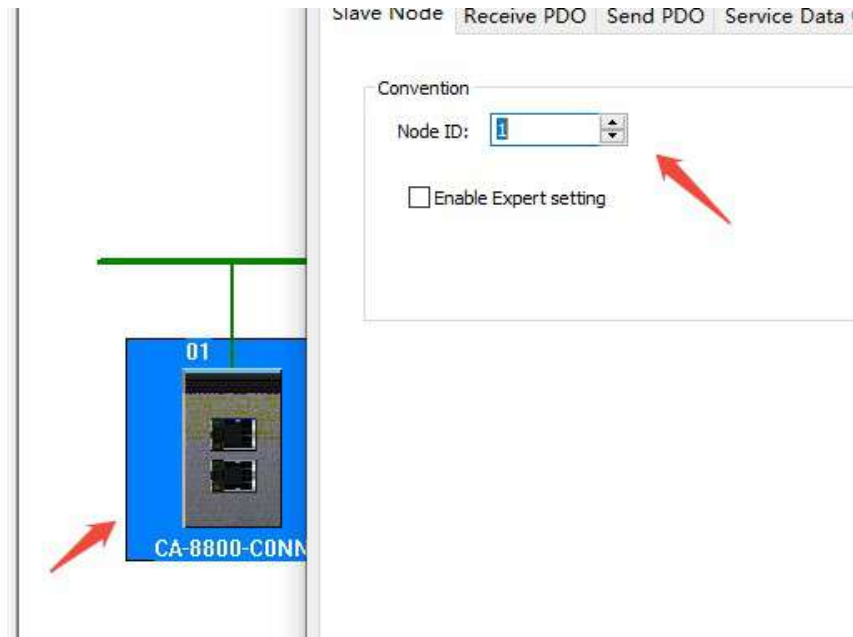 Slave Node Receive PDO Send PDO Service Data
Convention
Node ID: 1
Enable Expert setting
01
CA-8800-CONN